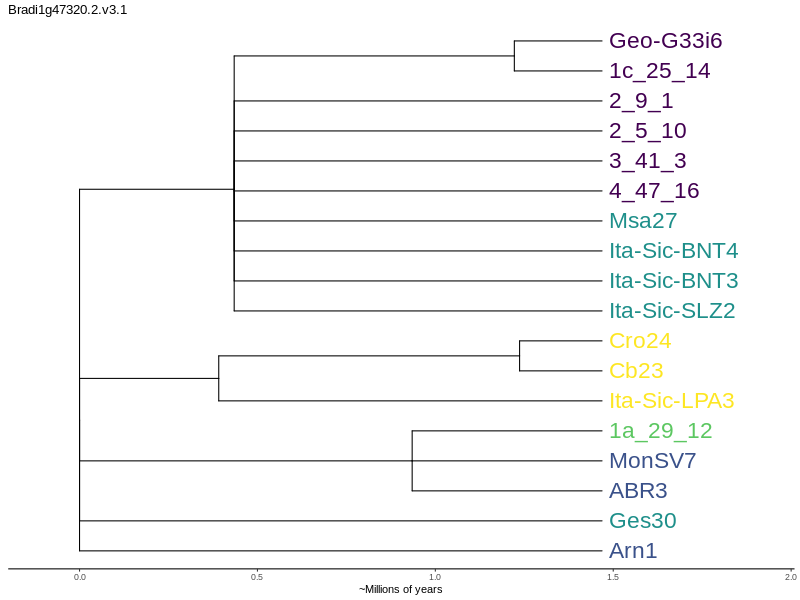 Bradi1g47320.2.v3.1
Geo-G33i6
1c_25_14
2_9_1
2_5_10
3_41_3
4_47_16
Msa27
Ita-Sic-BNT4
Ita-Sic-BNT3
Ita-Sic-SLZ2
Cro24
Cb23
Ita-Sic-LPA3
1a_29_12
MonSV7
ABR3
Ges30
Arn1
0.0 0.5 1.0 1.5 2.0
~Millions of years